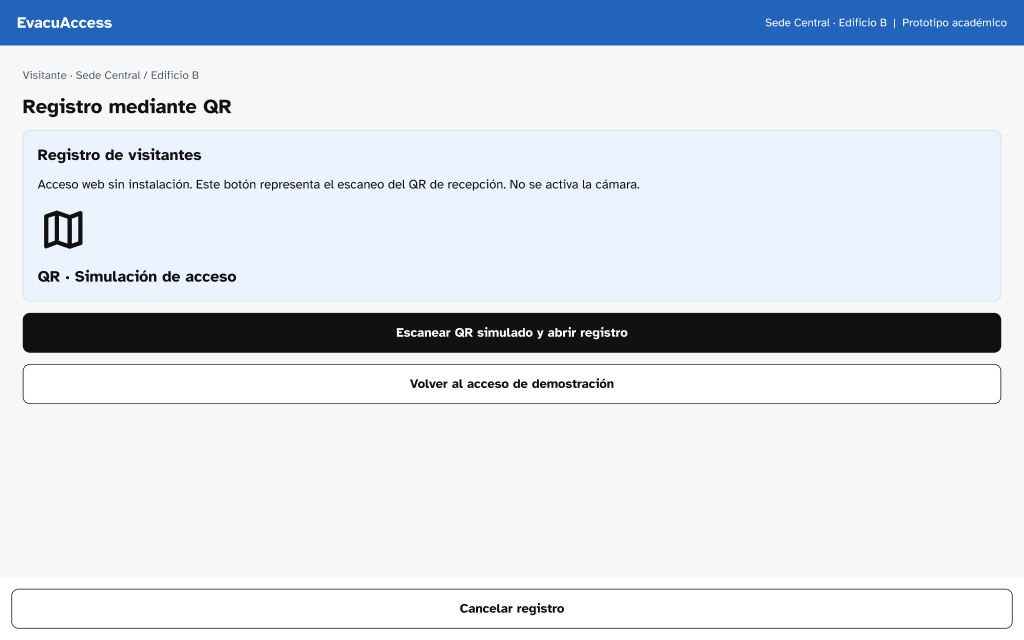 EvacuAccess
Sede Central · Edificio B | Prototipo académico
Visitante · Sede Central / Edificio B
Registro mediante QR
Registro de visitantes
Acceso web sin instalación. Este botón representa el escaneo del QR de recepción. No se activa la cámara.
QR · Simulación de acceso
Escanear QR simulado y abrir registro
Volver al acceso de demostración
Cancelar registro